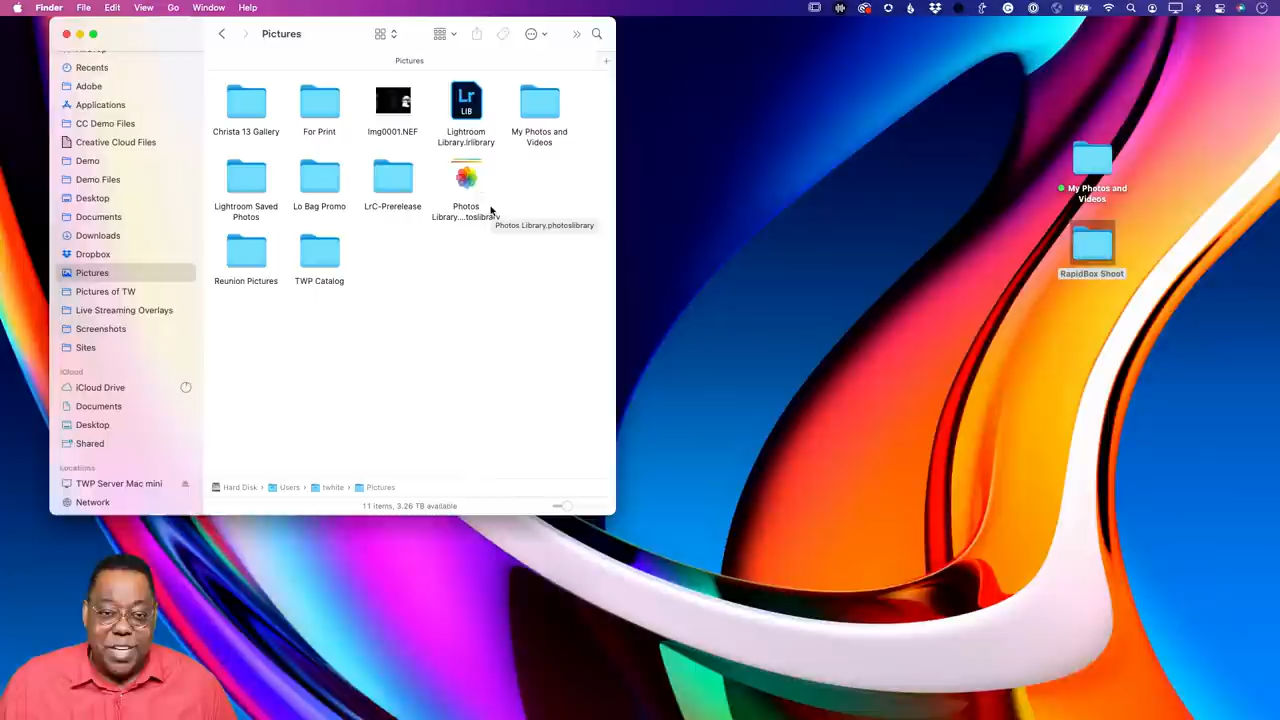 Finder File Edit View Go Window Help
Pictures
Pictures
Recents
Adobe
Applications
CC Demo Files
Creative Cloud Files
Demo
Demo Files
Desktop
Documents
Downloads
Dropbox
Pictures
Pictures of TW
Live Streaming Overlays
Screenshots
Sites
iCloud
iCloud Drive
Documents
Desktop
Shared
Locations
TWP Server Mac mini
Network
Christa 13 Gallery
For Print
Img0001.NEF
Lr
LIB
Lightroom
Library.lrlibrary
My Photos and
Videos
Lightroom Saved
Photos
Lo Bag Promo
LrC-Prerelease
Photos
Library....toslibrary
Photos Library.photoslibrary
Reunion Pictures
TWP Catalog
Hard Disk › Users › twhite › Pictures
11 items, 3.26 TB available
My Photos and
Videos
RapidBox Shoot